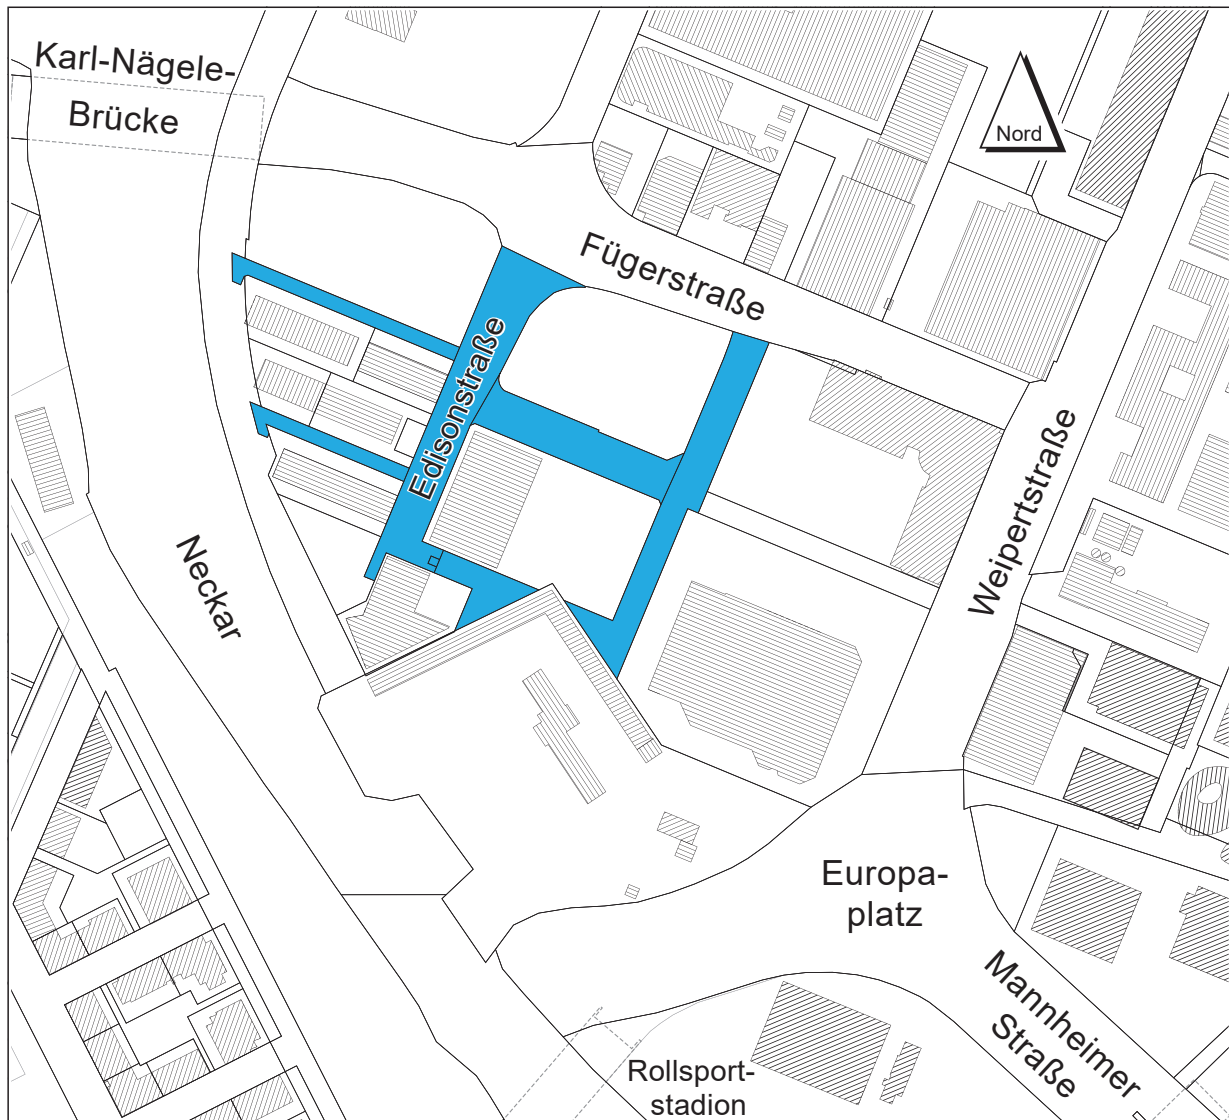 Karl-Nägele-
Brücke
Nord
Fügerstraße
Edisonstraße
Weipertstraße
Neckar
Europa-
platz
Mannheimer
Straße
Rollsport-
stadion